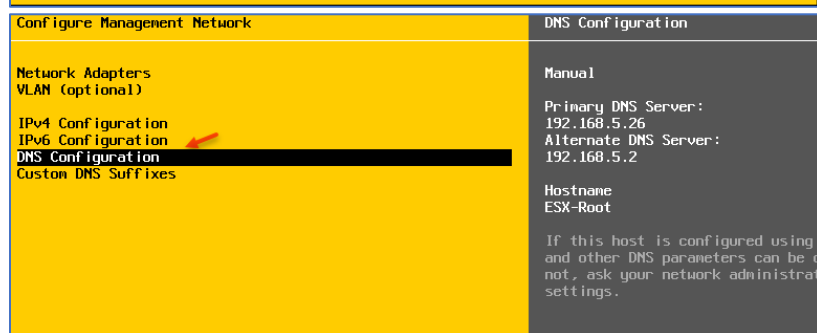 Configure Management Network
Network Adapters
VLAN (optional)
IPv4 Configuration
IPv6 Configuration
DNS Configuration
Custom DNS Suffixes
DNS Configuration
Manual
Primary DNS Server:
192.168.5.26
Alternate DNS Server:
192.168.5.2
Hostname
ESX-Root
If this host is configured using
and other DNS parameters can be
not, ask your network
settings.